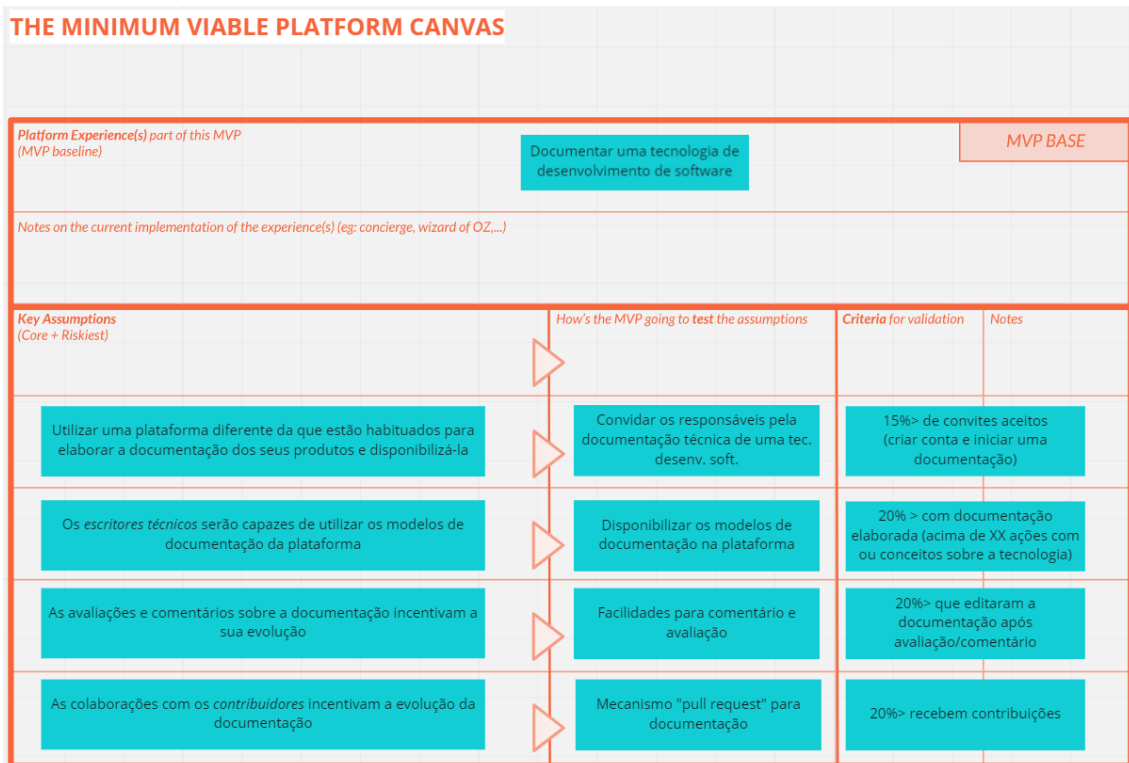 THE MINIMUM VIABLE PLATFORM CANVAS
Platform Experience(s) part of this MVP
(MVP baseline)
Documentar uma tecnologia de
desenvolvimento de software
MVP BASE
Notes on the current implementation of the experience(s) (eg: concierge, wizard of OZ,...)
Key Assumptions
(Core + Riskiest)
How's the MVP going to test the assumptions
Criteria for validation
Notes
Utilizar uma plataforma diferente da que estão habituados para
elaborar a documentação dos seus produtos e disponibilizá-la
Convidar os responsáveis pela
documentação técnica de uma tec.
desenv. soft.
15%> de convites aceitos
(criar conta e iniciar uma
documentação)
Os escritores técnicos serão capazes de utilizar os modelos de
documentação da plataforma
Disponibilizar os modelos de
documentação na plataforma
20% > com documentação
elaborada (acima de XX ações com
ou conceitos sobre a tecnologia)
As avaliações e comentários sobre a documentação incentivam a
sua evolução
Facilidades para comentário e
avaliação
20%> que editaram a
documentação após
avaliação/comentário
As colaborações com os contribuidores incentivam a evolução da
documentação
Mecanismo "pull request" para
documentação
20%> recebem contribuições